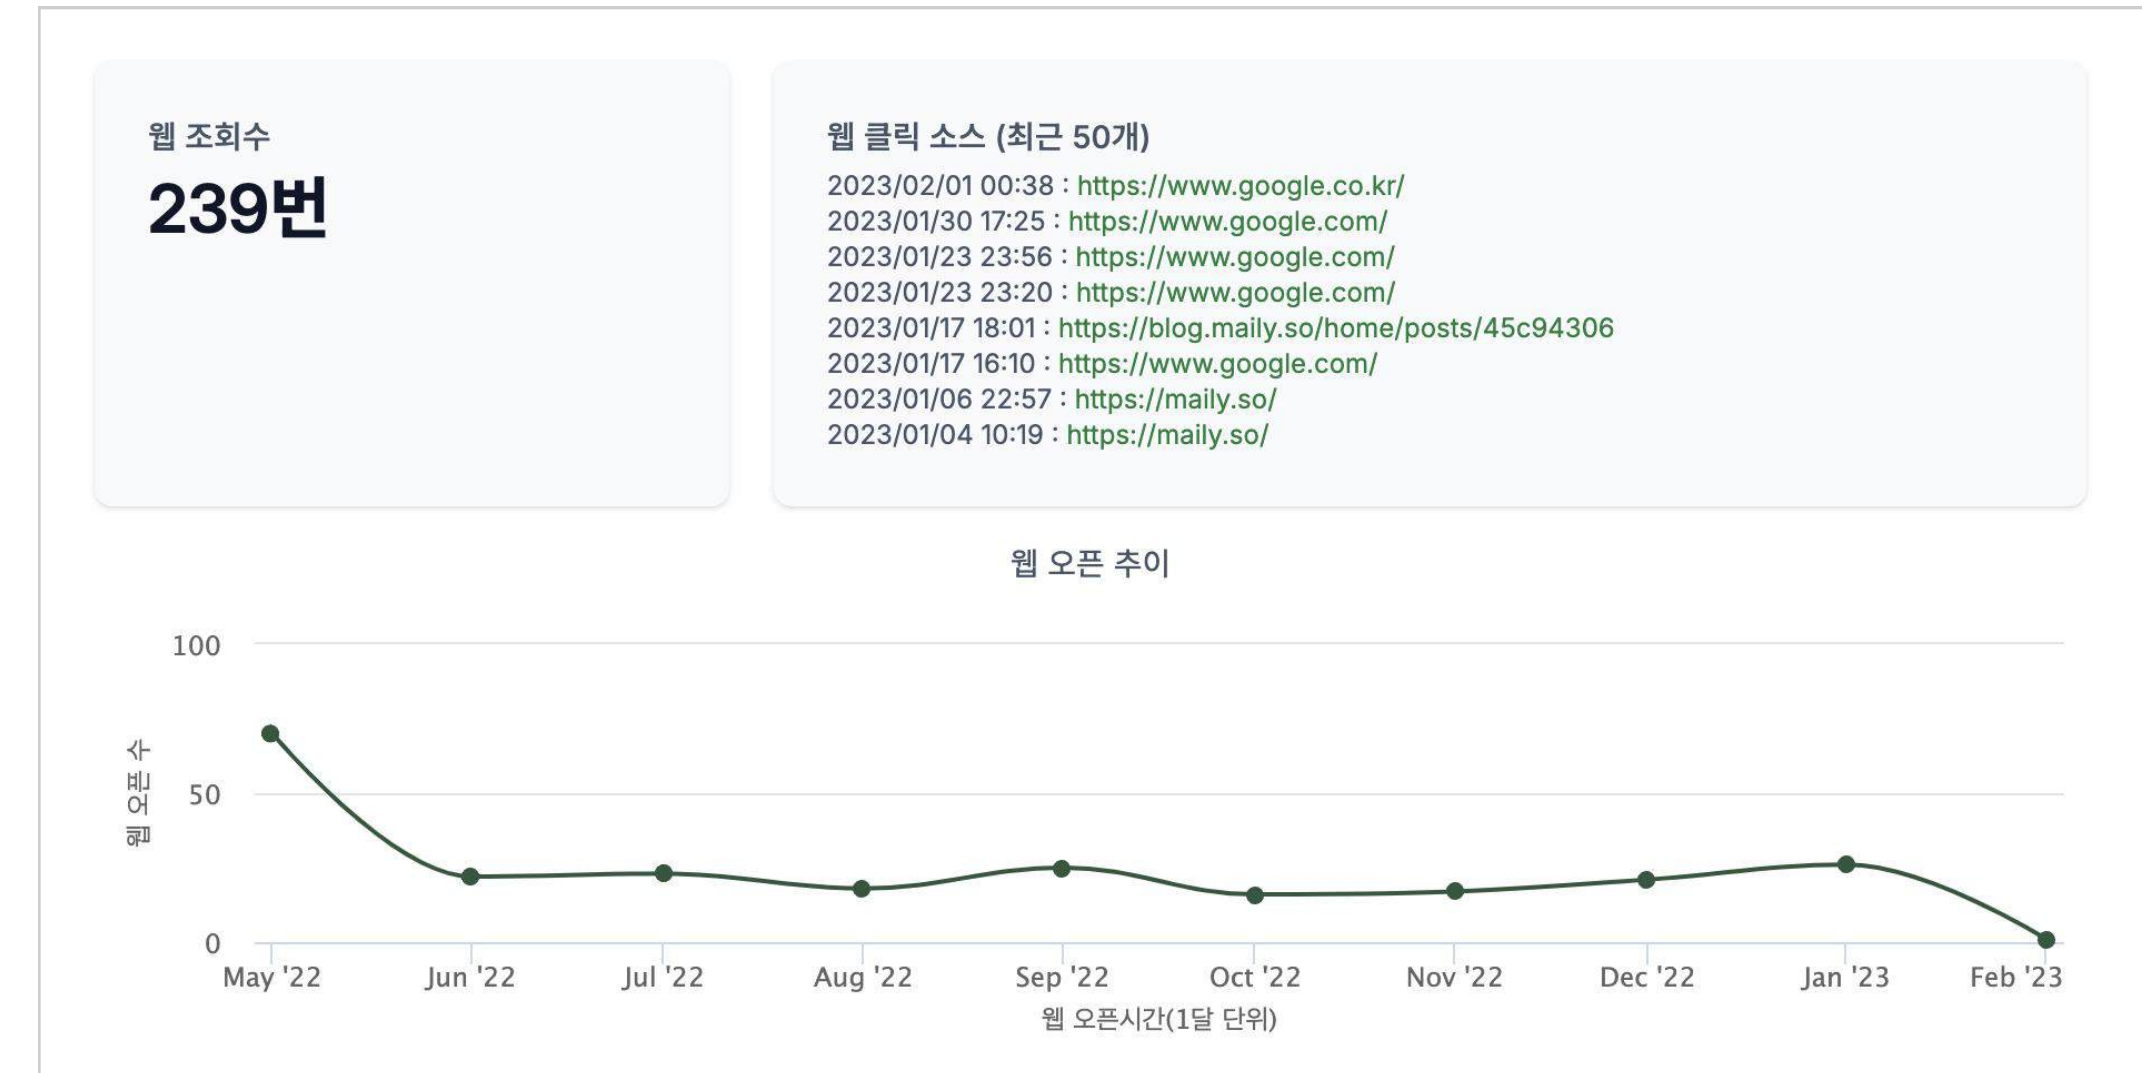 웹 조회수
239번
웹 클릭 소스 (최근 50개)
2023/02/01 00:38 : https://www.google.co.kr/
2023/01/30 17:25 : https://www.google.com/
2023/01/23 23:56 : https://www.google.com/
2023/01/23 23:20 : https://www.google.com/
2023/01/17 18:01 : https://blog.maily.so/home/posts/45c94306
2023/01/17 16:10 : https://www.google.com/
2023/01/06 22:57 : https://maily.so/
2023/01/04 10:19 : https://maily.so/
웹 오픈 추이
웹 오픈 수
100
50
0
May '22 Jun '22 Jul '22 Aug '22 Sep '22 Oct '22 Nov '22 Dec '22 Jan '23 Feb '23
웹 오픈시간(1달 단위)